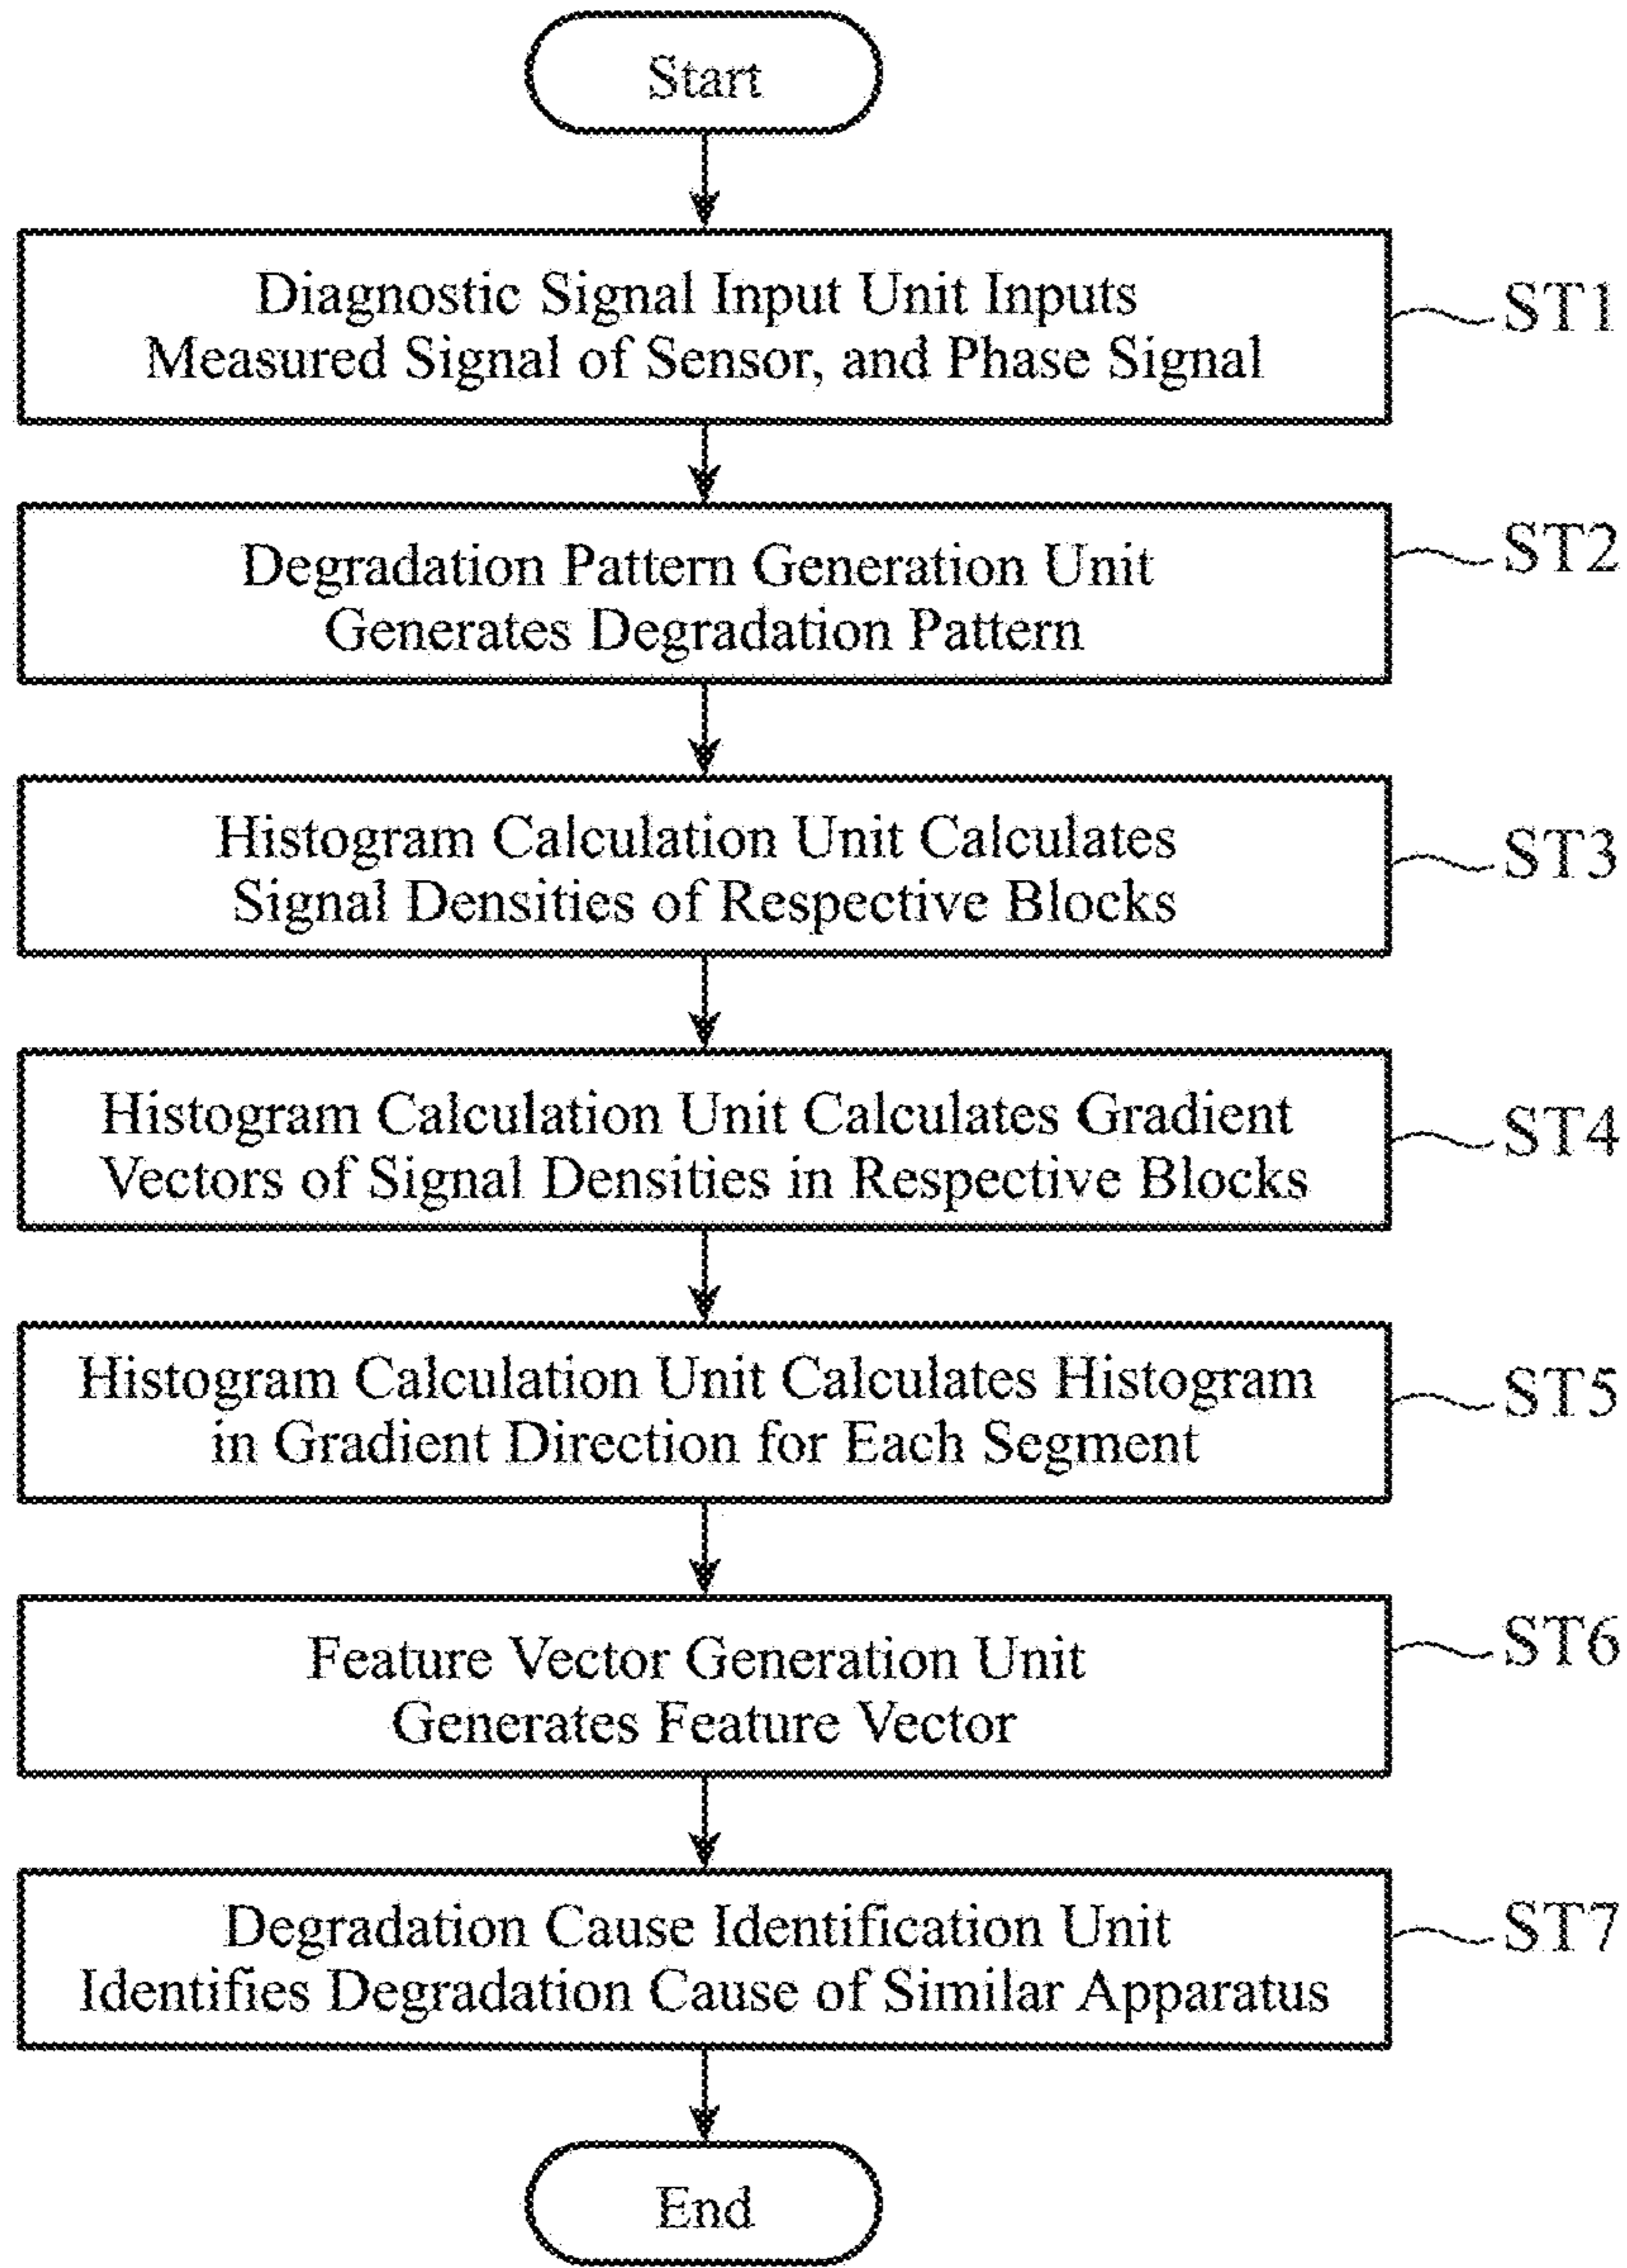 Start
Diagnostic Signal Input Unit Inputs
Measured Signal of Sensor, and Phase Signal
ST1
Degradation Pattern Generation Unit
Generates Degradation Pattern
ST2
Histogram Calculation Unit Calculates
Signal Densities of Respective Blocks
ST3
Histogram Calculation Unit Calculates Gradient
Vectors of Signal Densities in Respective Blocks
ST4
Histogram Calculation Unit Calculates Histogram
in Gradient Direction for Each Segment
ST5
Feature Vector Generation Unit
Generates Feature Vector
ST6
Degradation Cause Identification Unit
Identifies Degradation Cause of Similar Apparatus
ST7
End